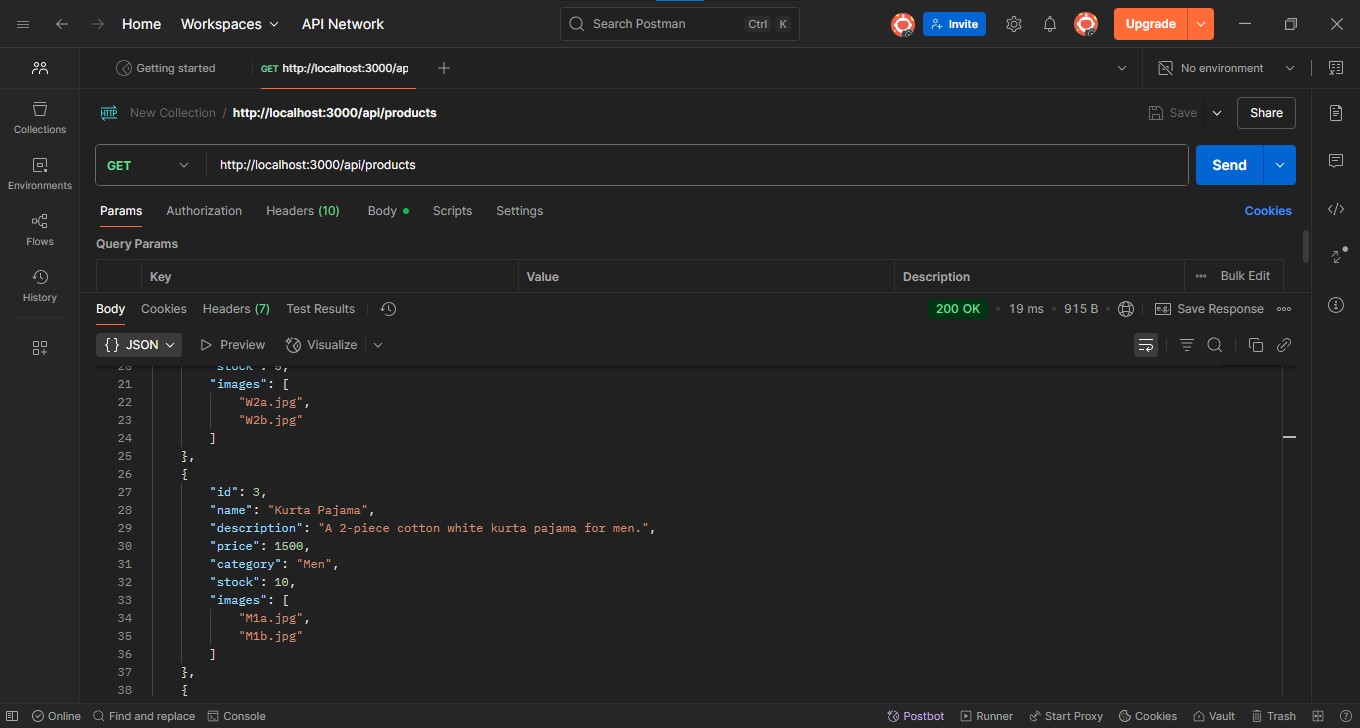 Home Workspaces API Network Search Postman Ctrl K Invite Upgrade
Getting started GET http://localhost:3000/ap No environment
HTTP New Collection / http://localhost:3000/api/products Save Share
Collections
GET http://localhost:3000/api/products Send
Environments
Params Authorization Headers (10) Body Scripts Settings Cookies
Flows
Query Params
Key Value Description Bulk Edit
History
Body Cookies Headers (7) Test Results 200 OK 19 ms 915 B e.g. Save Response
{} JSON Preview Visualize
20 "stock": 5,
21 "images": [
22 "W2a.jpg",
23 "W2b.jpg"
24 ]
25 },
26 {
27 "id": 3,
28 "name": "Kurta Pajama",
29 "description": "A 2-piece cotton white kurta pajama for men.",
30 "price": 1500,
31 "category": "Men",
32 "stock": 10,
33 "images": [
34 "M1a.jpg",
35 "M1b.jpg"
36 ]
37 },
38 {
Online Find and replace Console Postbot Runner Start Proxy Cookies Vault Trash